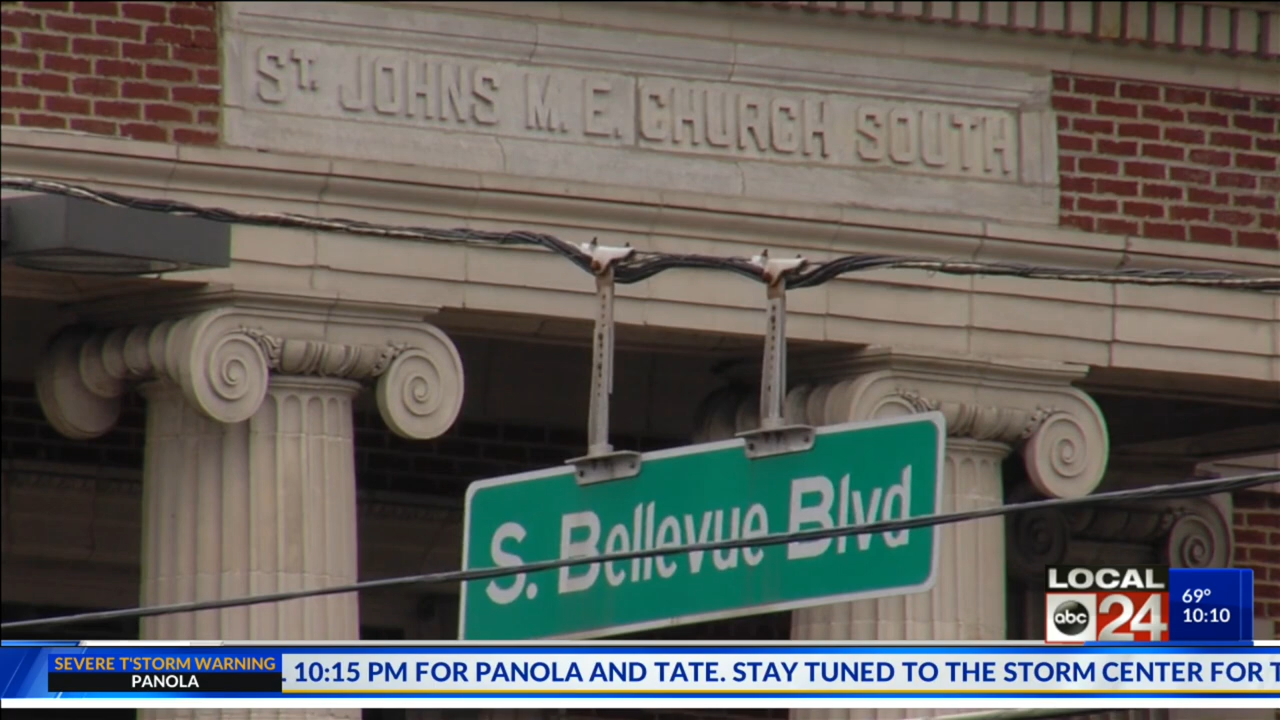 ST. JOHNS M. E. CHURCH SOUTH
S. Bellevue Blvd
LOCAL
abc 24
69°
10:10
SEVERE T'STORM WARNING
PANOLA
10:15 PM FOR PANOLA AND TATE. STAY TUNED TO THE STORM CENTER FOR